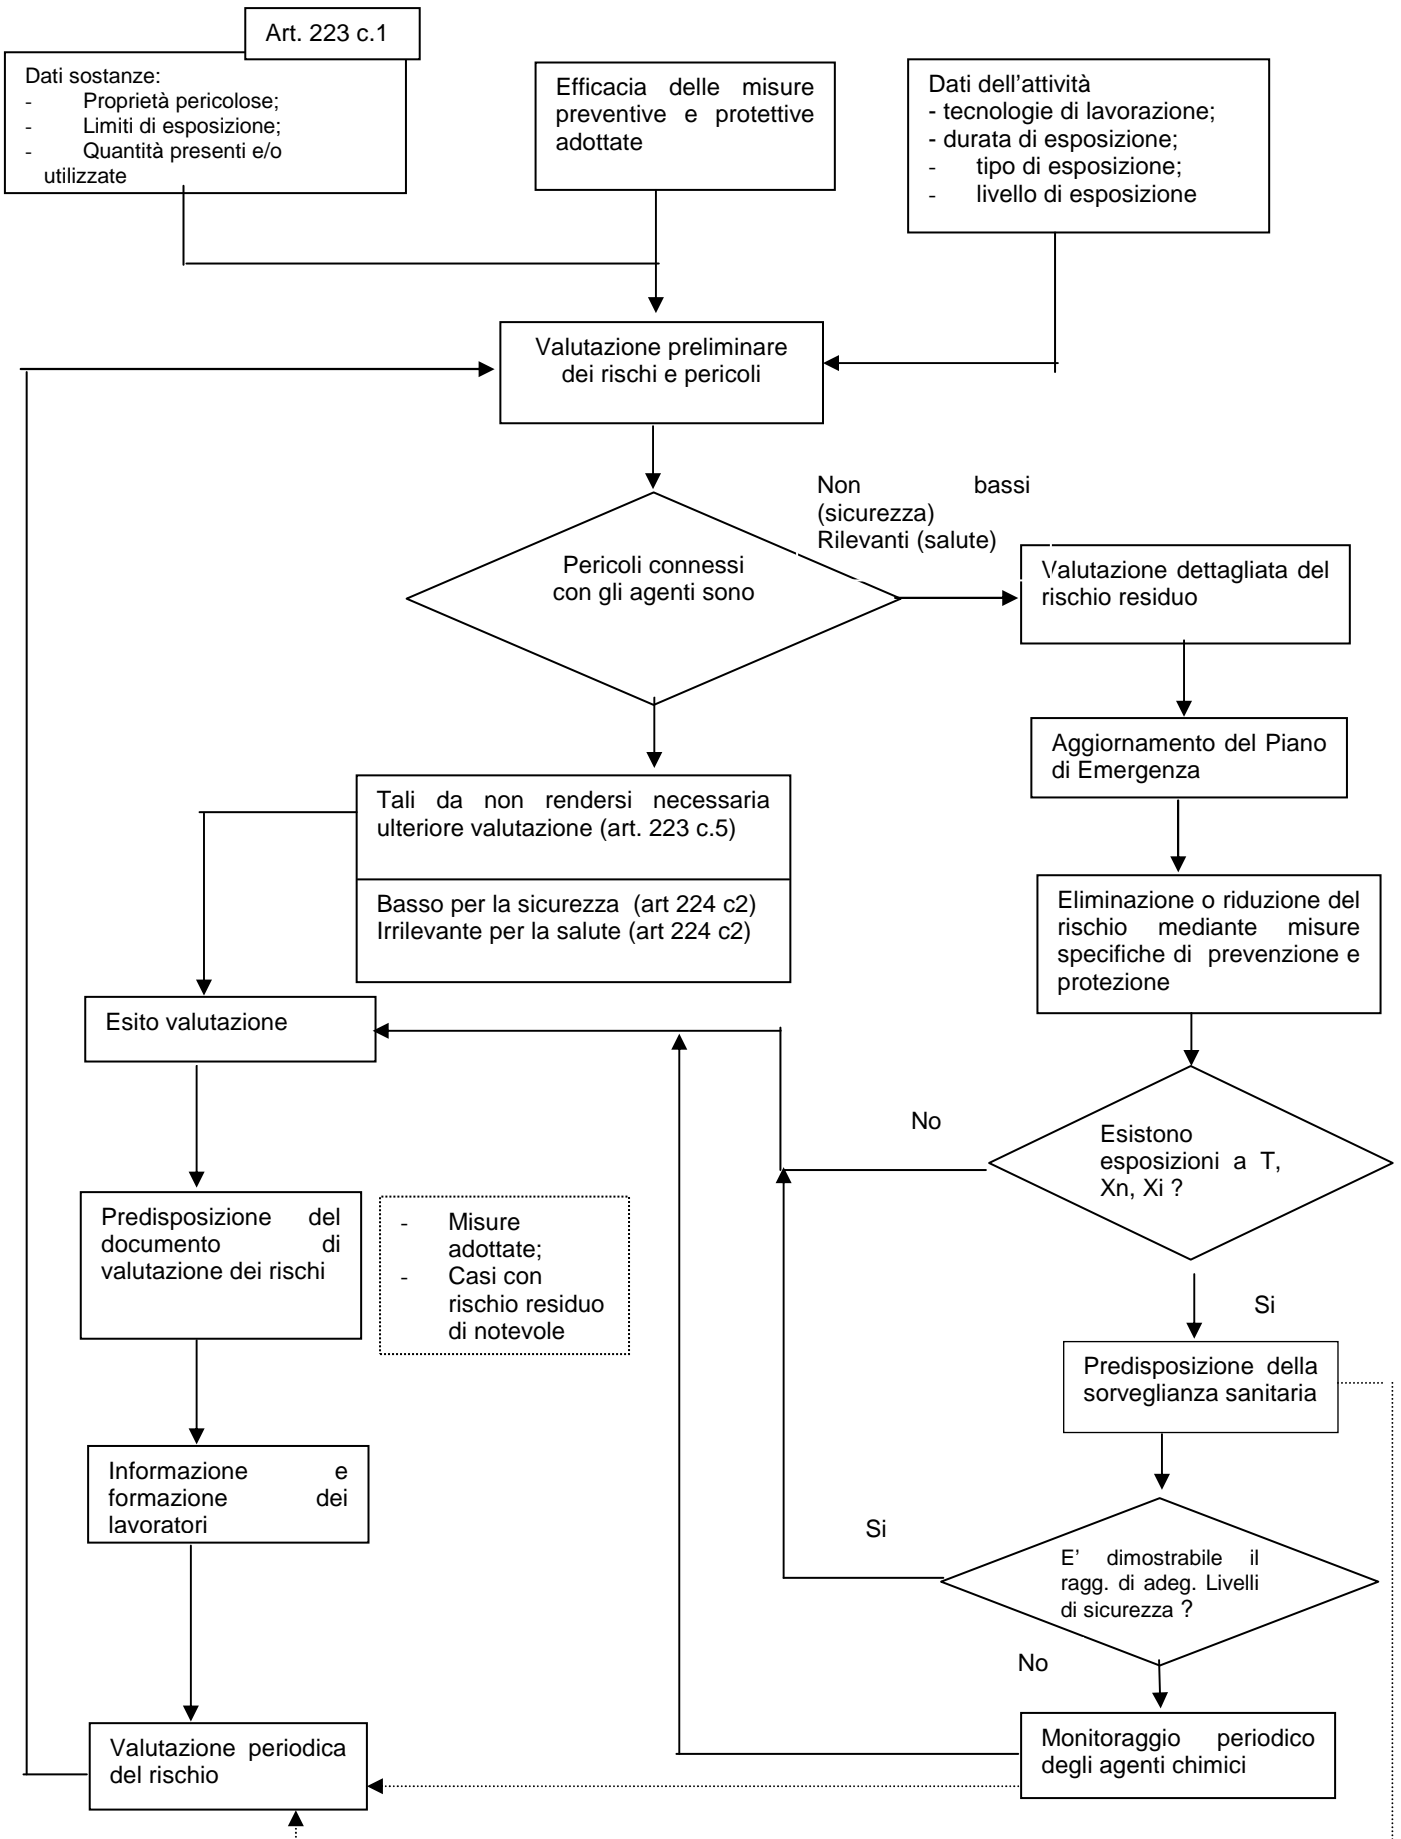 Art. 223 c.1
Dati sostanze:
- Proprietà pericolose;
- Limiti di esposizione;
- Quantità presenti e/o
utilizzate
Efficacia delle misure
preventive e protettive
adottate
Dati dell'attività
- tecnologie di lavorazione;
- durata di esposizione;
- tipo di esposizione;
- livello di esposizione
Valutazione preliminare
dei rischi e pericoli
Non bassi
(sicurezza)
Rilevanti (salute)
Pericoli connessi
con gli agenti sono
Valutazione dettagliata del
rischio residuo
Aggiornamento del Piano
di Emergenza
Tali da non rendersi necessaria
ulteriore valutazione (art. 223 c.5)
Basso per la sicurezza (art 224 c2)
Irrilevante per la salute (art 224 c2)
Eliminazione o riduzione del
rischio mediante misure
specifiche di prevenzione e
protezione
Esito valutazione
No
Esistono
esposizioni a T,
Xn, Xi ?
Predisposizione del
documento di
valutazione dei rischi
- Misure
adottate;
- Casi con
rischio residuo
di notevole
Si
Predisposizione della
sorveglianza sanitaria
Informazione e
formazione dei
lavoratori
Si
E' dimostrabile il
ragg. di adeg. Livelli
di sicurezza ?
No
Valutazione periodica
del rischio
Monitoraggio periodico
degli agenti chimici